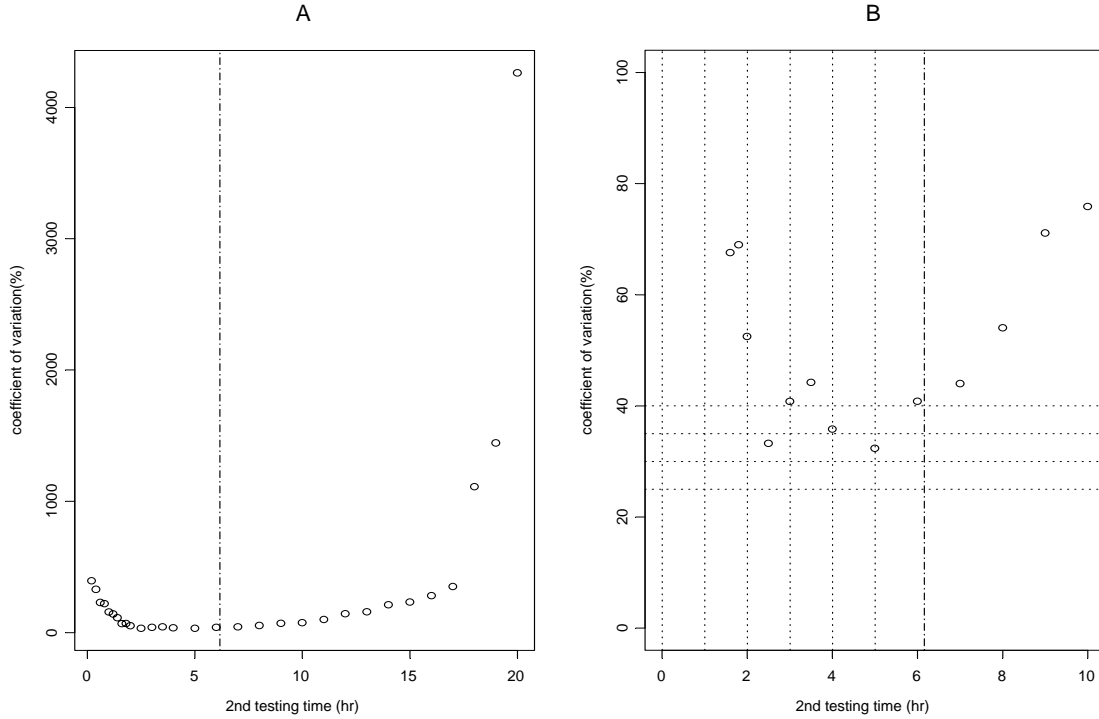 A
coefficient of variation(%)
4000
3000
2000
1000
0
0 5 10 15 20
2nd testing time (hr)
B
coefficient of variation(%)
100
80
60
40
20
0
0 2 4 6 8 10
2nd testing time (hr)